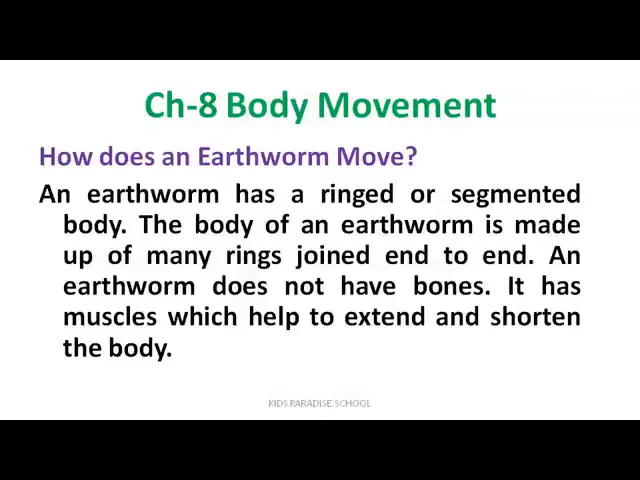 Ch-8 Body Movement
How does an Earthworm Move?
An earthworm has a ringed or segmented
body. The body of an earthworm is made
up of many rings joined end to end. An
earthworm does not have bones. It has
muscles which help to extend and shorten
the body.
KIDS.PARADISE.SCHOOL